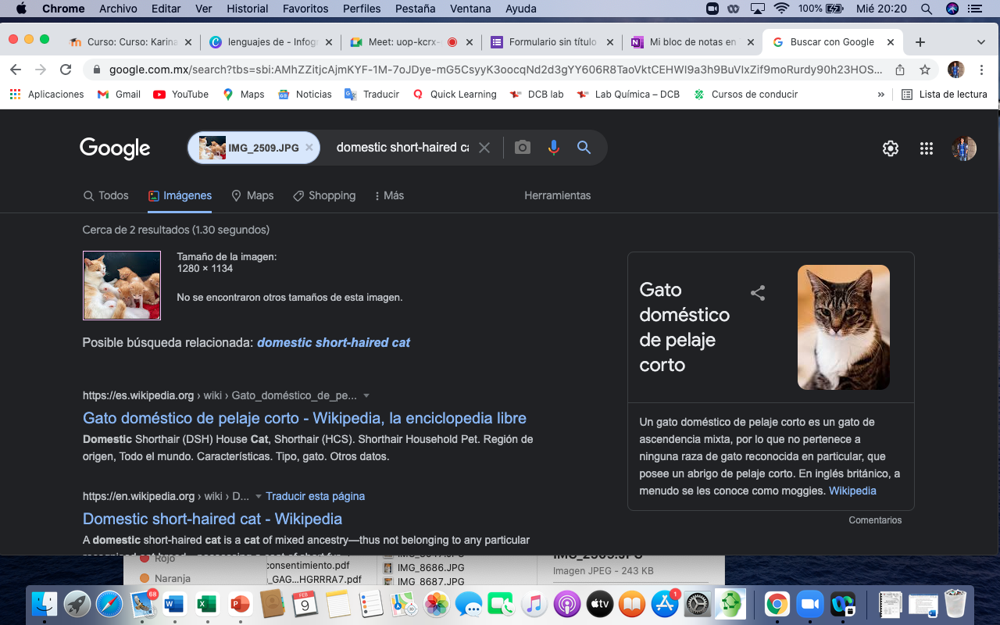 Chrome Archivo Editar Ver Historial Favoritos Perfiles Pestaña Ventana Ayuda 100% Mié 20:20
Curso: Curso: Karina lenguajes de - Infog Meet: uop-kcrx- Formulario sin título Mi bloc de notas en Buscar con Google
google.com.mx/search?tbs=sbi:AMhZZitjcAjmKYF-1M-7oJDye-mG5CsyyK3oocqNd2d3gYY606R8TaoVktCEHWI9a3h9BuVIxZif9moRurdy90h23HOS...
Aplicaciones Gmail YouTube Maps Noticias Traducir Quick Learning DCB lab Lab Química – DCB Cursos de conducir » Lista de lectura
Google IMG_2509.JPG domestic short-haired ca
Todos Imágenes Maps Shopping Más Herramientas
Cerca de 2 resultados (1.30 segundos)
Tamaño de la imagen:
1280 × 1134
No se encontraron otros tamaños de esta imagen.
Posible búsqueda relacionada: domestic short-haired cat
https://es.wikipedia.org › wiki › Gato_doméstico_de_pe...
Gato doméstico de pelaje corto - Wikipedia, la enciclopedia libre
Domestic Shorthair (DSH) House Cat, Shorthair (HCS). Shorthair Household Pet. Región de
origen, Todo el mundo. Características. Tipo, gato. Otros datos.
https://en.wikipedia.org › wiki › D... Traducir esta página
Domestic short-haired cat - Wikipedia
A domestic short-haired cat is a cat of mixed ancestry—thus not belonging to any particular
Gato
doméstico
de pelaje
corto
Un gato doméstico de pelaje corto es un gato de
ascendencia mixta, por lo que no pertenece a
ninguna raza de gato reconocida en particular, que
posee un abrigo de pelaje corto. En inglés británico, a
menudo se les conoce como moggies. Wikipedia
Comentarios
Rojo
Naranja
consentimiento.pdf
_GAG...HGRRRA7.pdf
IMG_8686.JPG
IMG_8687.JPG
IMG_2509.JPG
Imagen JPEG - 243 KB
68
FEB
9
tv
1